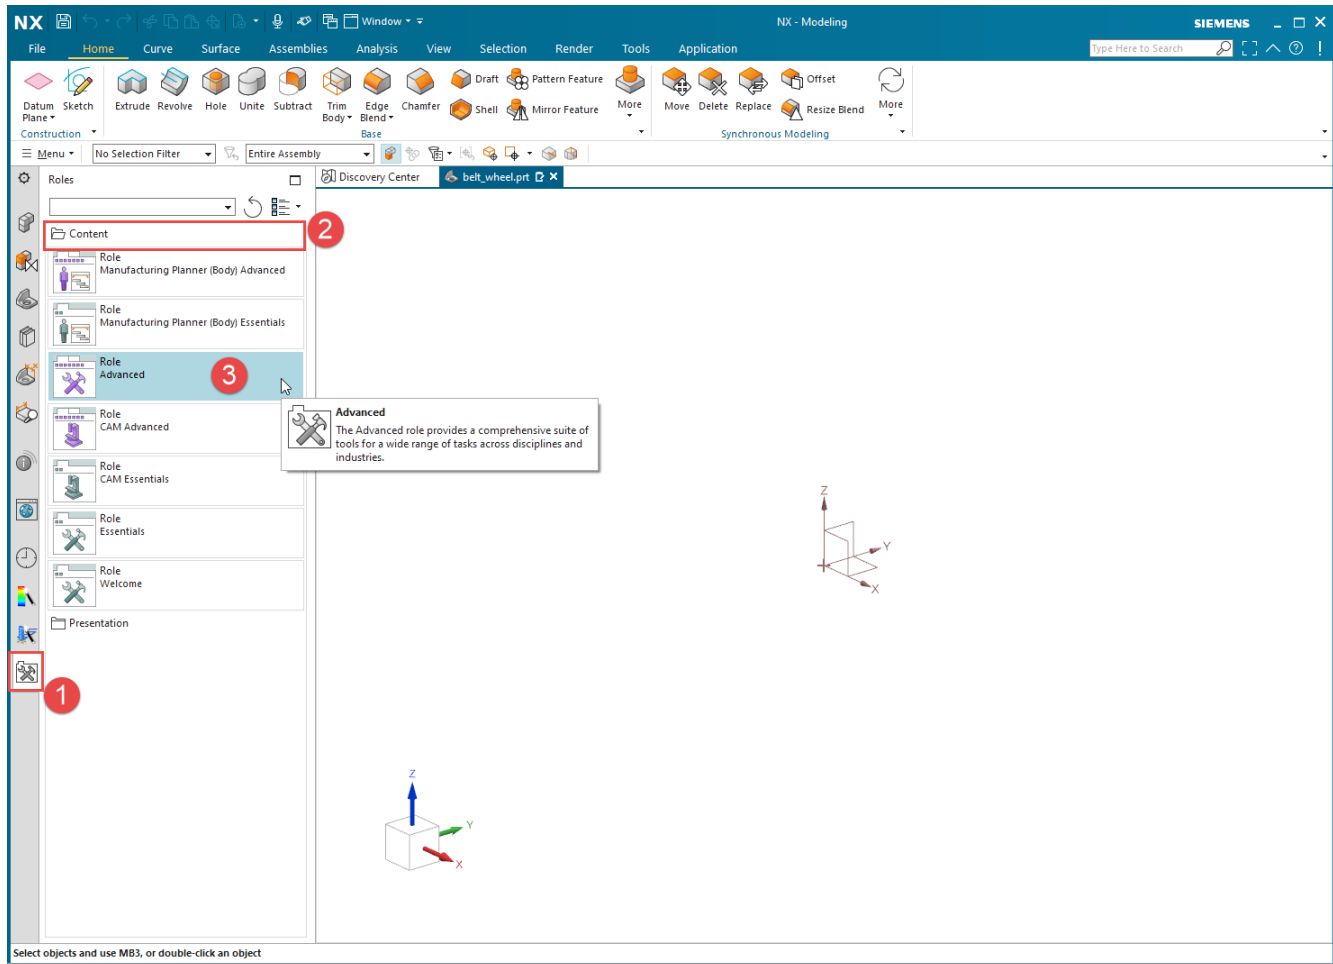 NX Window NX - Modeling SIEMENS
File Home Curve Surface Assemblies Analysis View Selection Render Tools Application Type Here to Search
Draft Pattern Feature Offset
Datum Plane Sketch Extrude Revolve Hole Unite Subtract Trim Body Edge Blend Chamfer Shell Mirror Feature More Move Delete Replace Resize Blend More
Construction Base Synchronous Modeling
Menu No Selection Filter Entire Assembly
Roles Discovery Center belt_wheel.prt
Content 2
Role
Manufacturing Planner (Body) Advanced
Role
Manufacturing Planner (Body) Essentials
Role
Advanced 3
Advanced
The Advanced role provides a comprehensive suite of
tools for a wide range of tasks across disciplines and
industries.
Role
CAM Advanced
Role
CAM Essentials
Role
Essentials
Role
Welcome
Presentation
1
Z
Y
X
Z
Y
X
Select objects and use MB3, or double-click an object